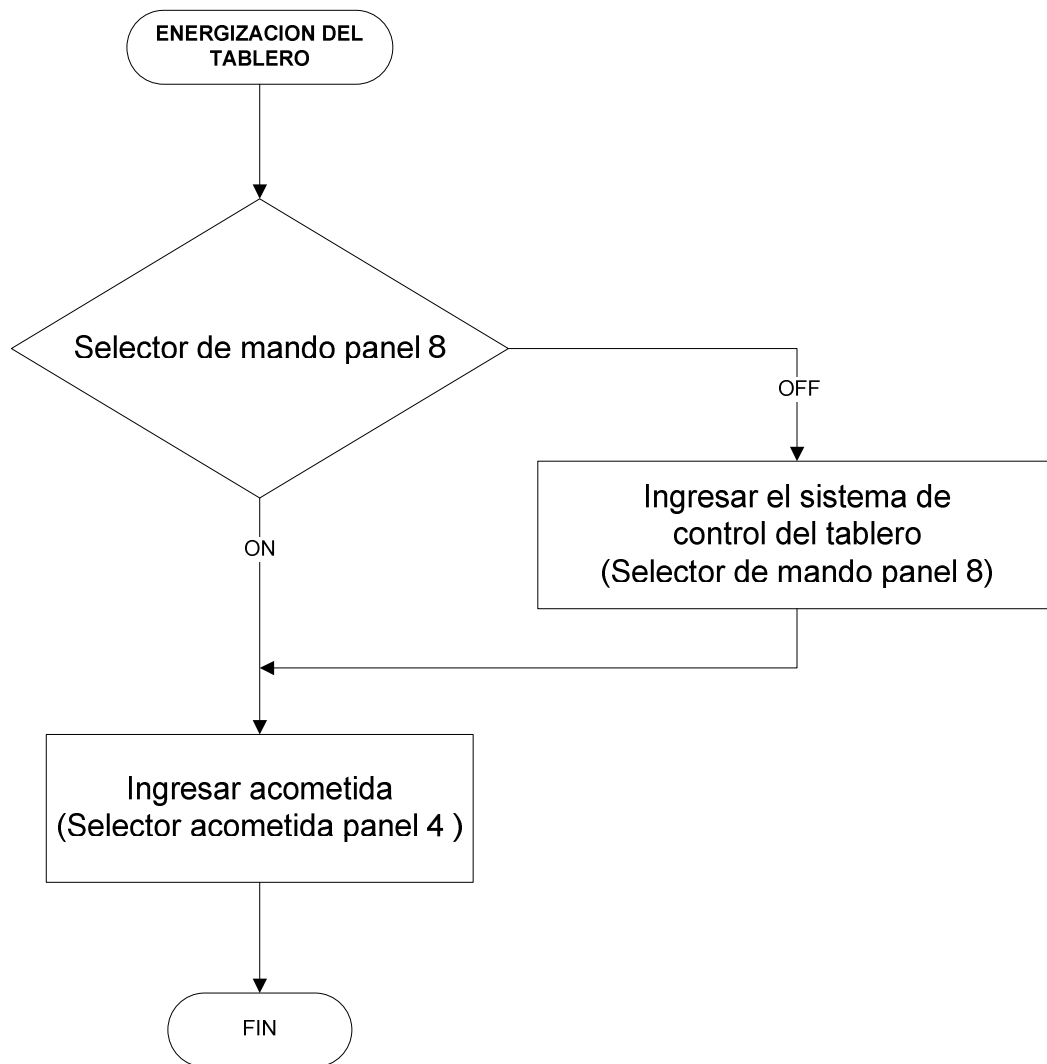 ENERGIZACION DEL
TABLERO
Selector de mando panel 8
OFF
Ingresar el sistema de
control del tablero
(Selector de mando panel 8)
ON
Ingresar acometida
(Selector acometida panel 4 )
FIN